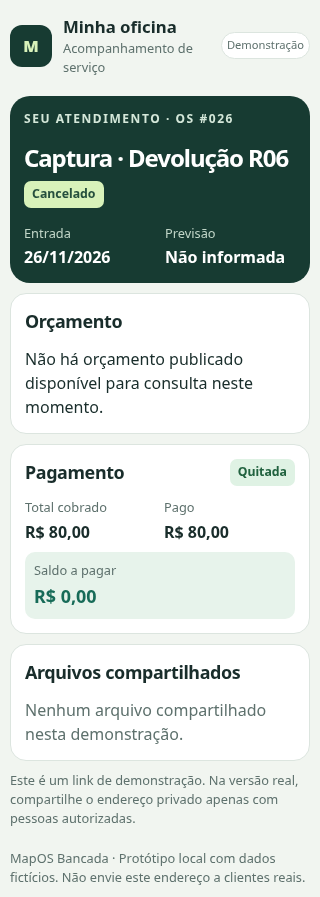 M
Minha oficina
Acompanhamento de
serviço
Demonstração
SEU ATENDIMENTO · OS #026
Captura · Devolução R06
Cancelado
Entrada
Previsão
26/11/2026
Não informada
Orçamento
Não há orçamento publicado
disponível para consulta neste
momento.
Pagamento
Quitada
Total cobrado
Pago
R$ 80,00
R$ 80,00
Saldo a pagar
R$ 0,00
Arquivos compartilhados
Nenhum arquivo compartilhado
nesta demonstração.
Este é um link de demonstração. Na versão real,
compartilhe o endereço privado apenas com
pessoas autorizadas.
MapOS Bancada · Protótipo local com dados
fictícios. Não envie este endereço a clientes reais.